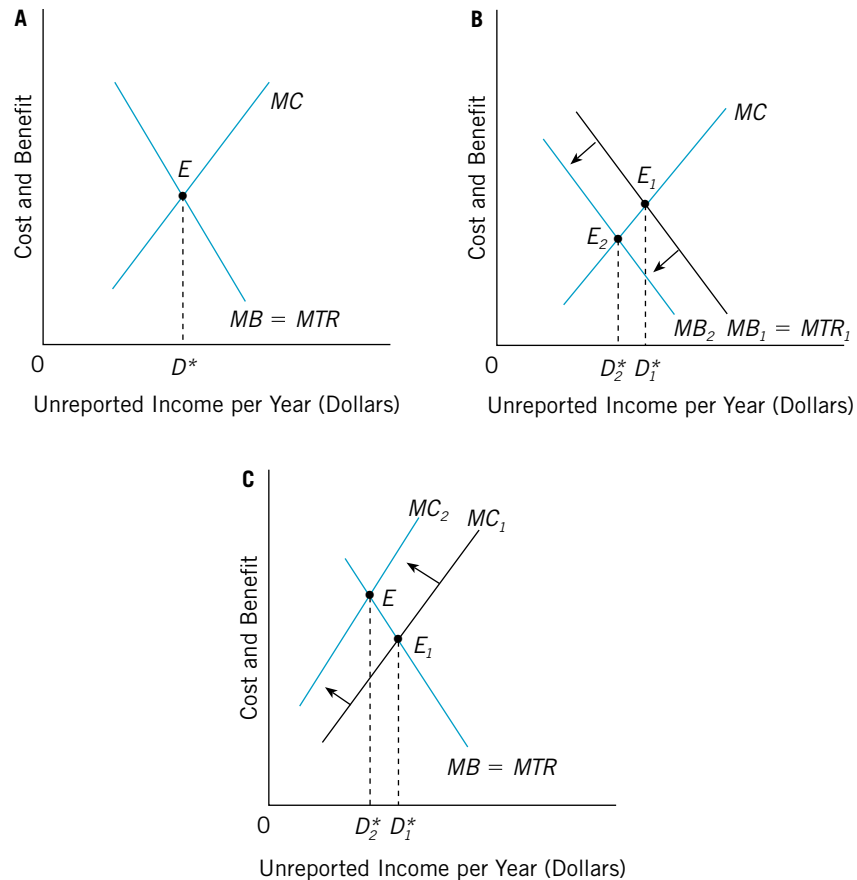 A
Cost and Benefit
MC
E
MB = MTR
0
D*
Unreported Income per Year (Dollars)
B
Cost and Benefit
MC
E₁
E₂
MB₂ MB₁ = MTR₁
0
D₂* D₁*
Unreported Income per Year (Dollars)
C
Cost and Benefit
MC₂
MC₁
E
E₁
MB = MTR
0
D₂* D₁*
Unreported Income per Year (Dollars)